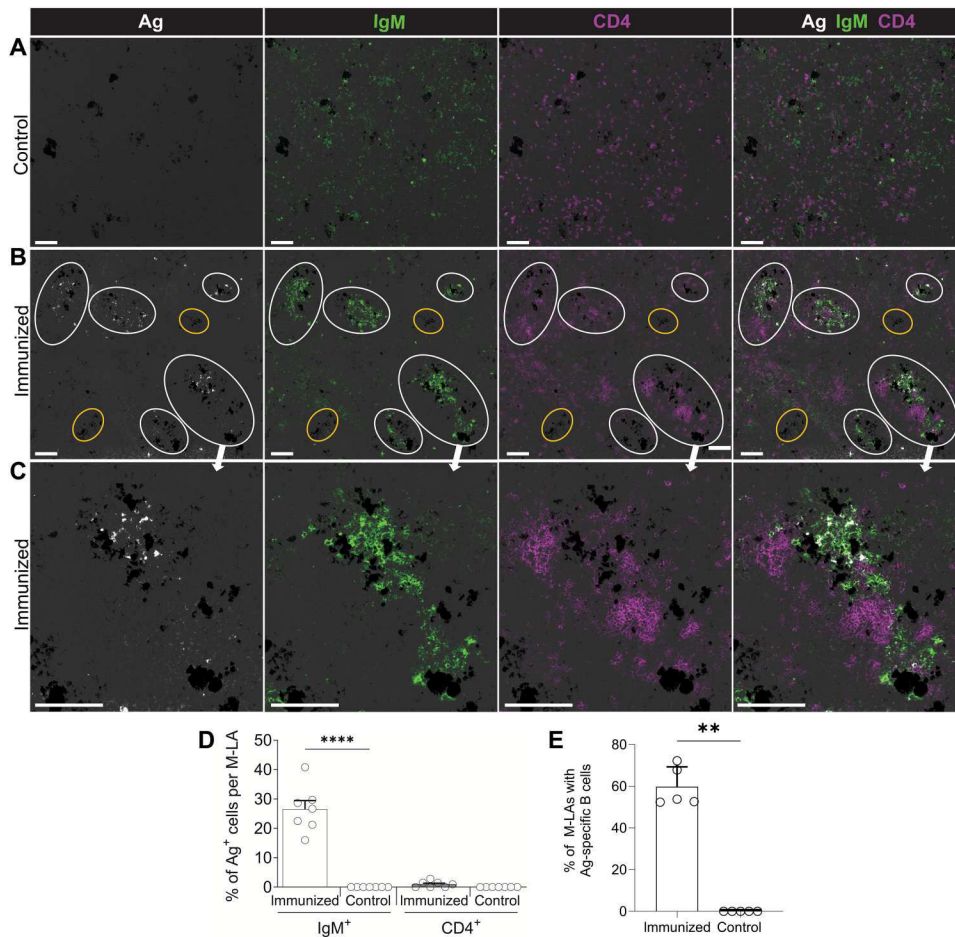 Ag IgM CD4 Ag IgM CD4
A
Control
B
Immunized
C
Immunized
D
% of Ag⁺ cells per M-LA
50
40
30
20
10
0
****
Immunized Control Immunized Control
IgM⁺ CD4⁺
E
% of M-LAs with
Ag-specific B cells
80
60
40
20
0
**
Immunized Control